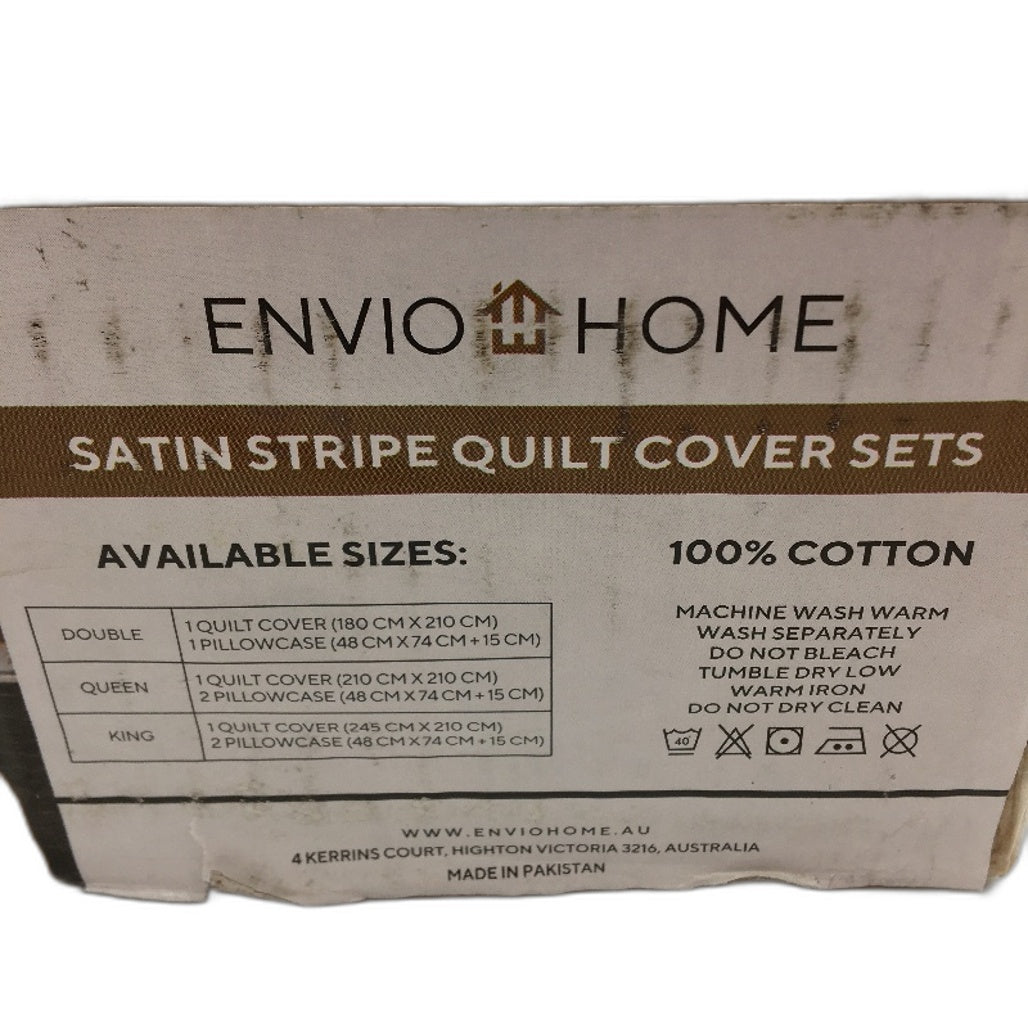 ENVIO HOME
SATIN STRIPE QUILT COVER SETS
AVAILABLE SIZES:
DOUBLE
1 QUILT COVER (180 CM X 210 CM)
1 PILLOWCASE (48 CM X 74 CM + 15 CM)
QUEEN
1 QUILT COVER (210 CM X 210 CM)
2 PILLOWCASE (48 CM X 74 CM + 15 CM)
KING
1 QUILT COVER (245 CM X 210 CM)
2 PILLOWCASE (48 CM X 74 CM + 15 CM)
100% COTTON
MACHINE WASH WARM
WASH SEPARATELY
DO NOT BLEACH
TUMBLE DRY LOW
WARM IRON
DO NOT DRY CLEAN
40°
WWW.ENVIOHOME.AU
4 KERRINS COURT, HIGHTON VICTORIA 3216, AUSTRALIA
MADE IN PAKISTAN